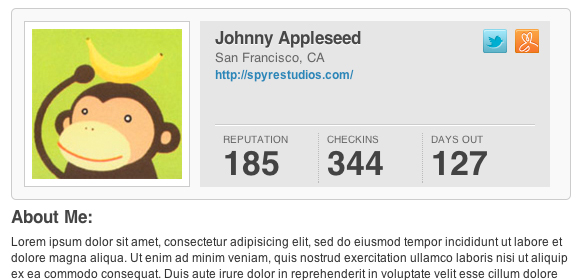 Johnny Appleseed
San Francisco, CA
http://spyrestudios.com/
REPUTATION CHECKINS DAYS OUT
185 344 127
About Me:
Lorem ipsum dolor sit amet, consectetur adipisicing elit, sed do eiusmod tempor incididunt ut labore et
dolore magna aliqua. Ut enim ad minim veniam, quis nostrud exercitation ullamco laboris nisi ut aliquip
ex ea commodo consequat. Duis aute irure dolor in reprehenderit in voluptate velit esse cillum dolore